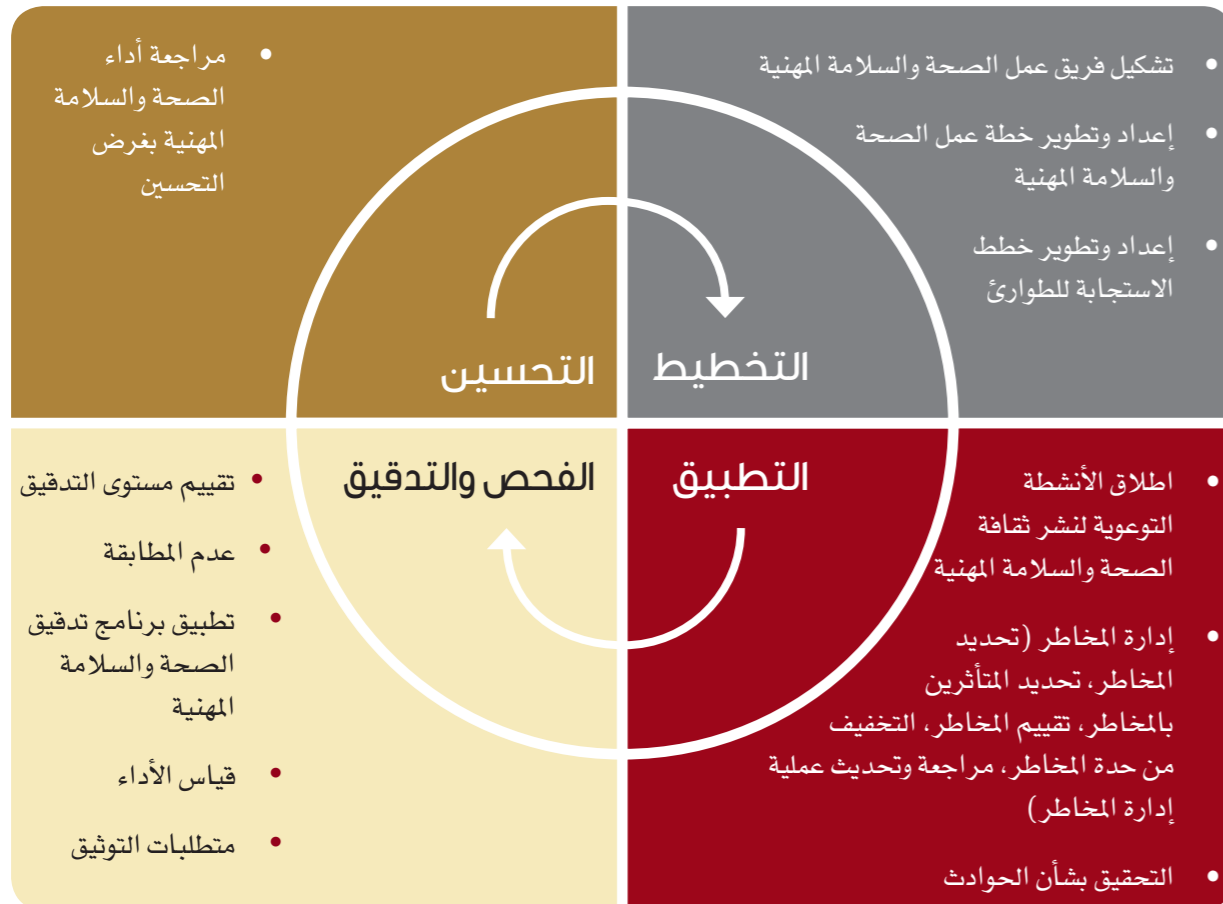 تشكيل فريق عمل الصحة والسلامة المهنية
إعداد وتطوير خطة عمل الصحة
والسلامة المهنية
إعداد وتطوير خطط
الاستجابة للطوارئ
التخطيط
مراجعة أداء
الصحة والسلامة
المهنية بغرض
التحسين
التحسين
التطبيق
اطلاق الأنشطة
التوعوية لنشر ثقافة
الصحة والسلامة المهنية
إدارة المخاطر (تحديد
المخاطر، تحديد المتأثرين
بالمخاطر، تقييم المخاطر، التخفيف
من حدة المخاطر، مراجعة وتحديث عملية
إدارة المخاطر)
التحقيق بشأن الحوادث
الفحص والتدقيق
تقييم مستوى التدقيق
عدم المطابقة
تطبيق برنامج تدقيق
الصحة والسلامة
المهنية
قياس الأداء
متطلبات التوثيق